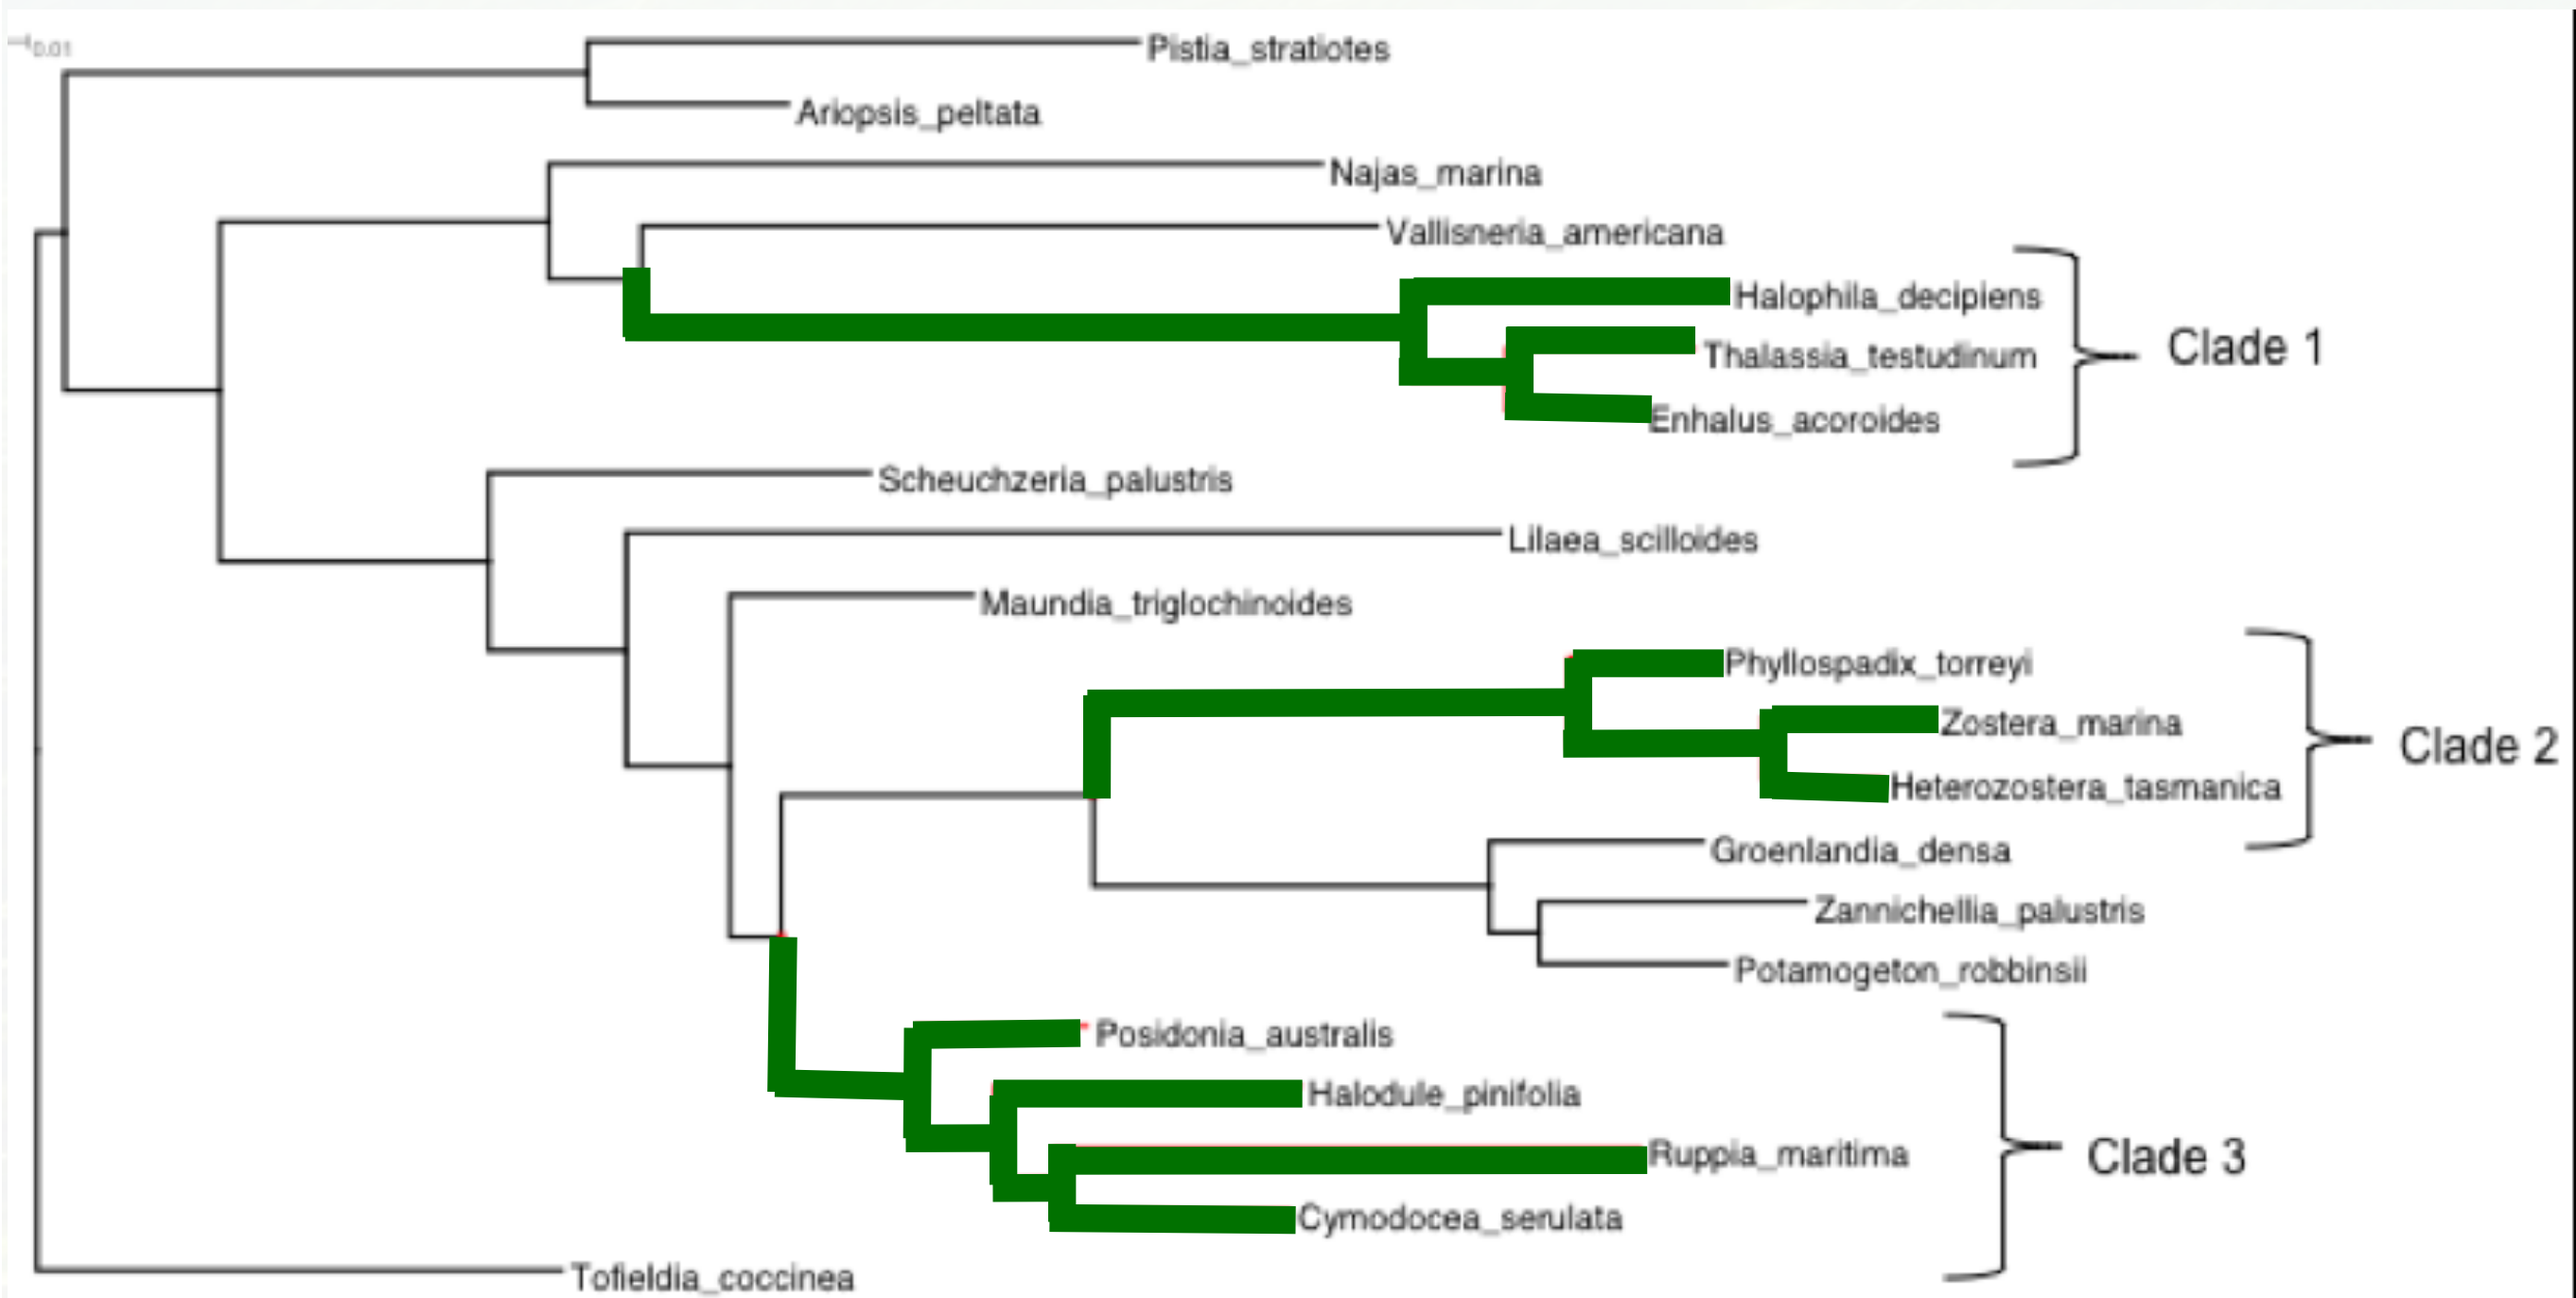 0.01
Pistia_stratiotes
Ariopsis_peltata
Najas_marina
Vallisneria_americana
Halophila_decipiens
Thalassia_testudinum
Clade 1
Enhalus_acoroides
Scheuchzeria_palustris
Lilaea_scilloides
Maundia_triglochinoides
Phyllospadix_torreyi
Zostera_marina
Clade 2
Heterozostera_tasmanica
Groenlandia_densa
Zannichellia_palustris
Potamogeton_robbinsii
Posidonia_australis
Halodule_pinifolia
Ruppia_maritima
Clade 3
Cymodocea_serulata
Tofieldia_coccinea